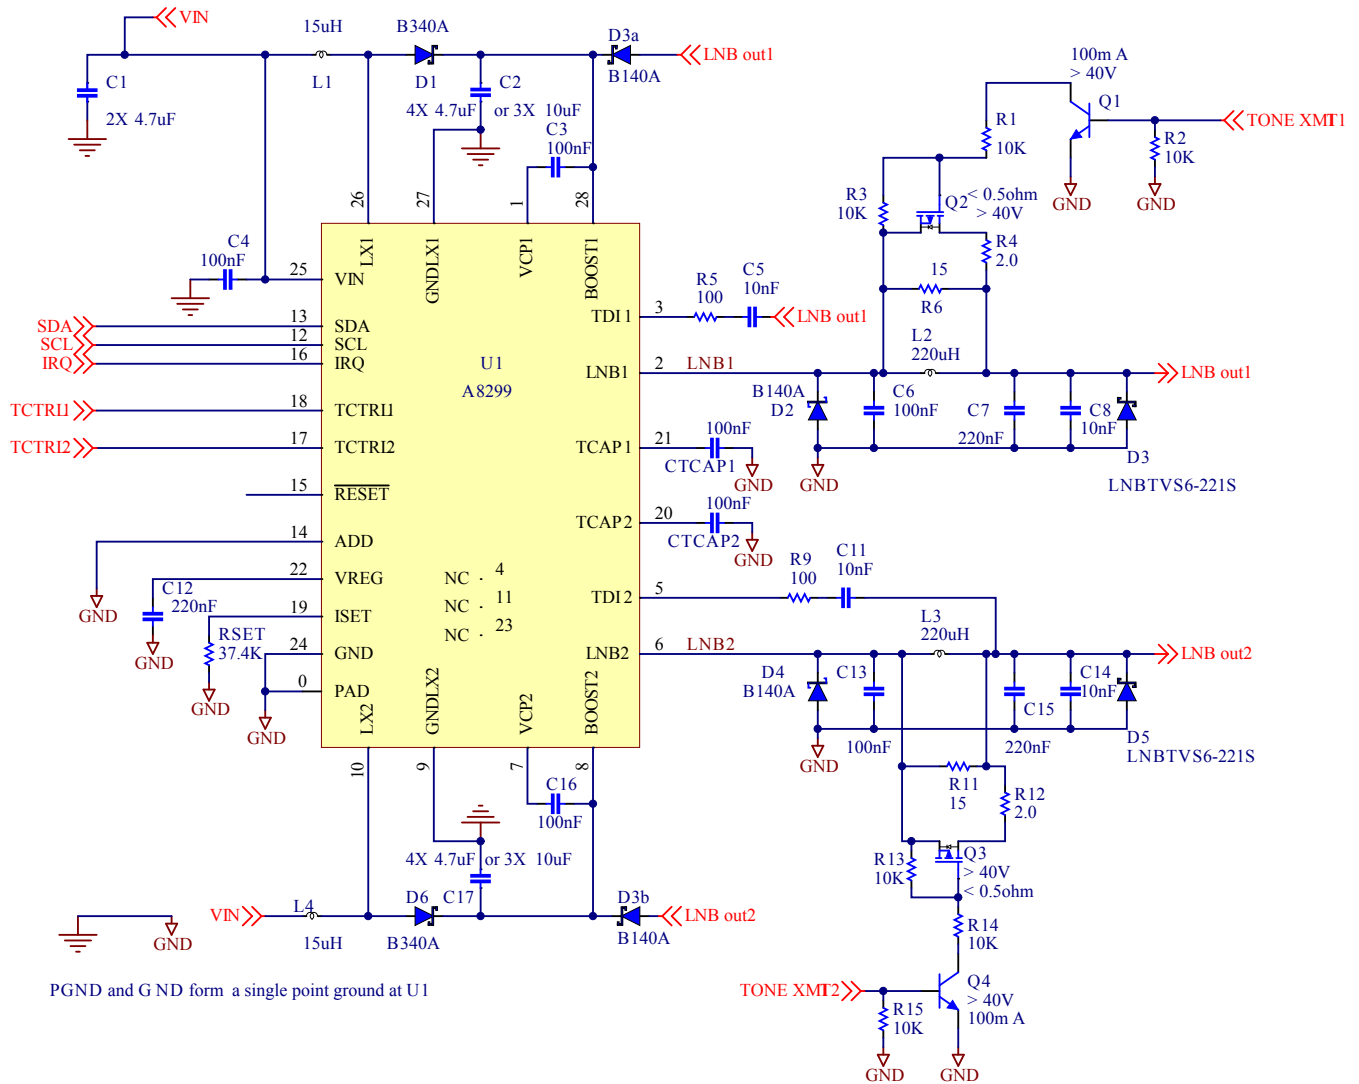 VIN
15uH
B340A
D3a
LNB out1
C1
2X 4.7uF
L1
D1
C2
B140A
4X 4.7uF or 3X 10uF
C3
100nF
26
27
1
28
LX1
GNDLX1
VCP1
BOOST1
C4
100nF
25
VIN
SDA
13
SDA
SCL
12
SCL
IRQ
16
IRQ
TCTRL1
18
TCTRL1
TCTRL2
17
TCTRL2
15
RESET
14
ADD
GND
22
VREG
C12
220nF
GND
19
ISET
RSET
37.4K
GND
24
GND
0
PAD
GND
U1
A8299
NC . 4
NC . 11
NC . 23
TDI1
3
R5
100
C5
10nF
LNB out1
LNB1
2
LNB1
TCAP1
21
100nF
CTCAP1
GND
TCAP2
20
100nF
CTCAP2
GND
TDI2
5
R9
100
C11
10nF
LNB2
6
LNB2
LX2
GNDLX2
VCP2
BOOST2
10
9
7
8
C16
100nF
4X 4.7uF or 3X 10uF
VIN
L4
15uH
D6
B340A
C17
D3b
B140A
LNB out2
GND
PGND and GND form a single point ground at U1
100mA
> 40V
Q1
TONE XMT1
R1
10K
R2
10K
GND
GND
R3
10K
Q2
< 0.5ohm
> 40V
R4
2.0
15
R6
L2
220uH
LNB out1
B140A
D2
C6
100nF
C7
220nF
C8
10nF
D3
LNBTVS6-221S
GND
L3
220uH
LNB out2
D4
B140A
C13
100nF
C15
220nF
C14
10nF
D5
LNBTVS6-221S
GND
R11
15
R12
2.0
R13
10K
Q3
> 40V
< 0.5ohm
R14
10K
TONE XMT2
Q4
> 40V
100mA
R15
10K
GND
GND